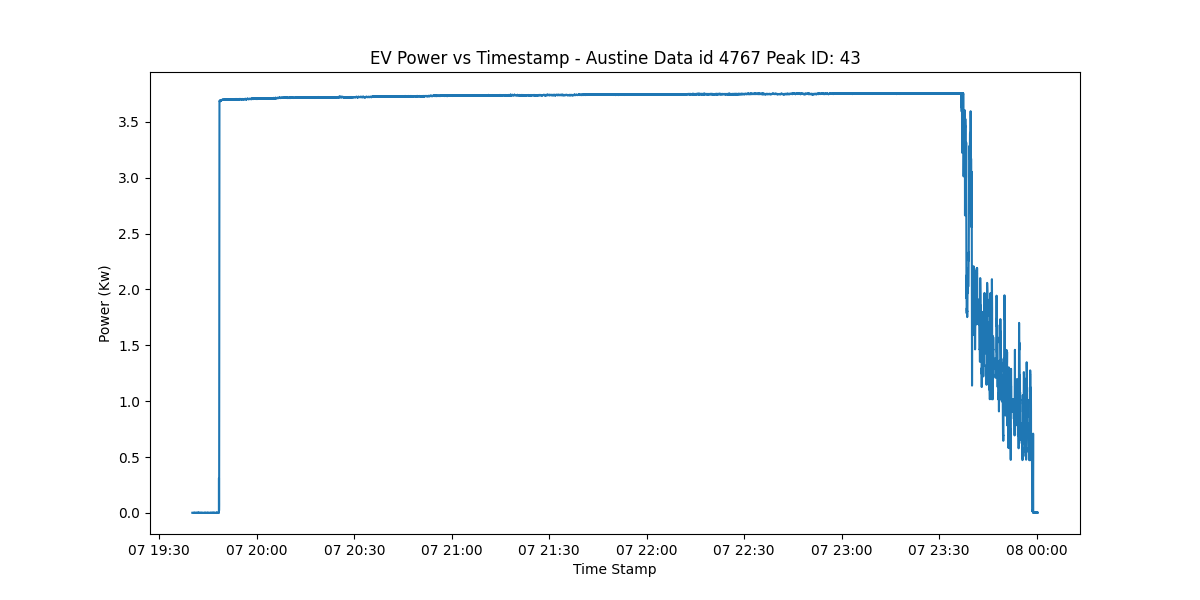 EV Power vs Timestamp - Austine Data id 4767 Peak ID: 43
Power (Kw)
3.5
3.0
2.5
2.0
1.5
1.0
0.5
0.0
07 19:30 07 20:00 07 20:30 07 21:00 07 21:30 07 22:00 07 22:30 07 23:00 07 23:30 08 00:00
Time Stamp